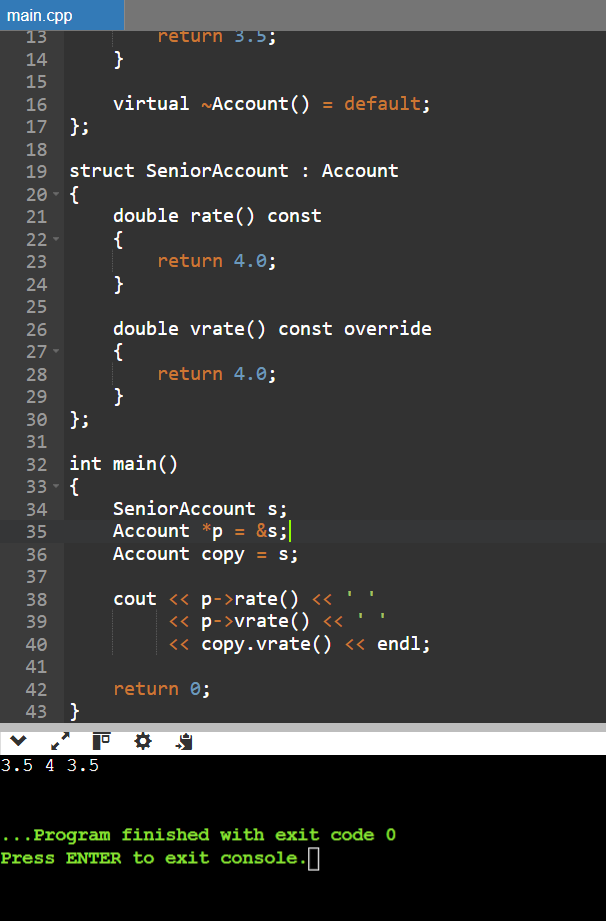 main.cpp
13 return 3.5;
14 }
15
16 virtual ~Account() = default;
17 };
18
19 struct SeniorAccount : Account
20 {
21 double rate() const
22 {
23 return 4.0;
24 }
25
26 double vrate() const override
27 {
28 return 4.0;
29 }
30 };
31
32 int main()
33 {
34 SeniorAccount s;
35 Account *p = &s;
36 Account copy = s;
37
38 cout << p->rate() << ' '
39 << p->vrate() << ' '
40 << copy.vrate() << endl;
41
42 return 0;
43 }
3.5 4 3.5
...Program finished with exit code 0
Press ENTER to exit console.